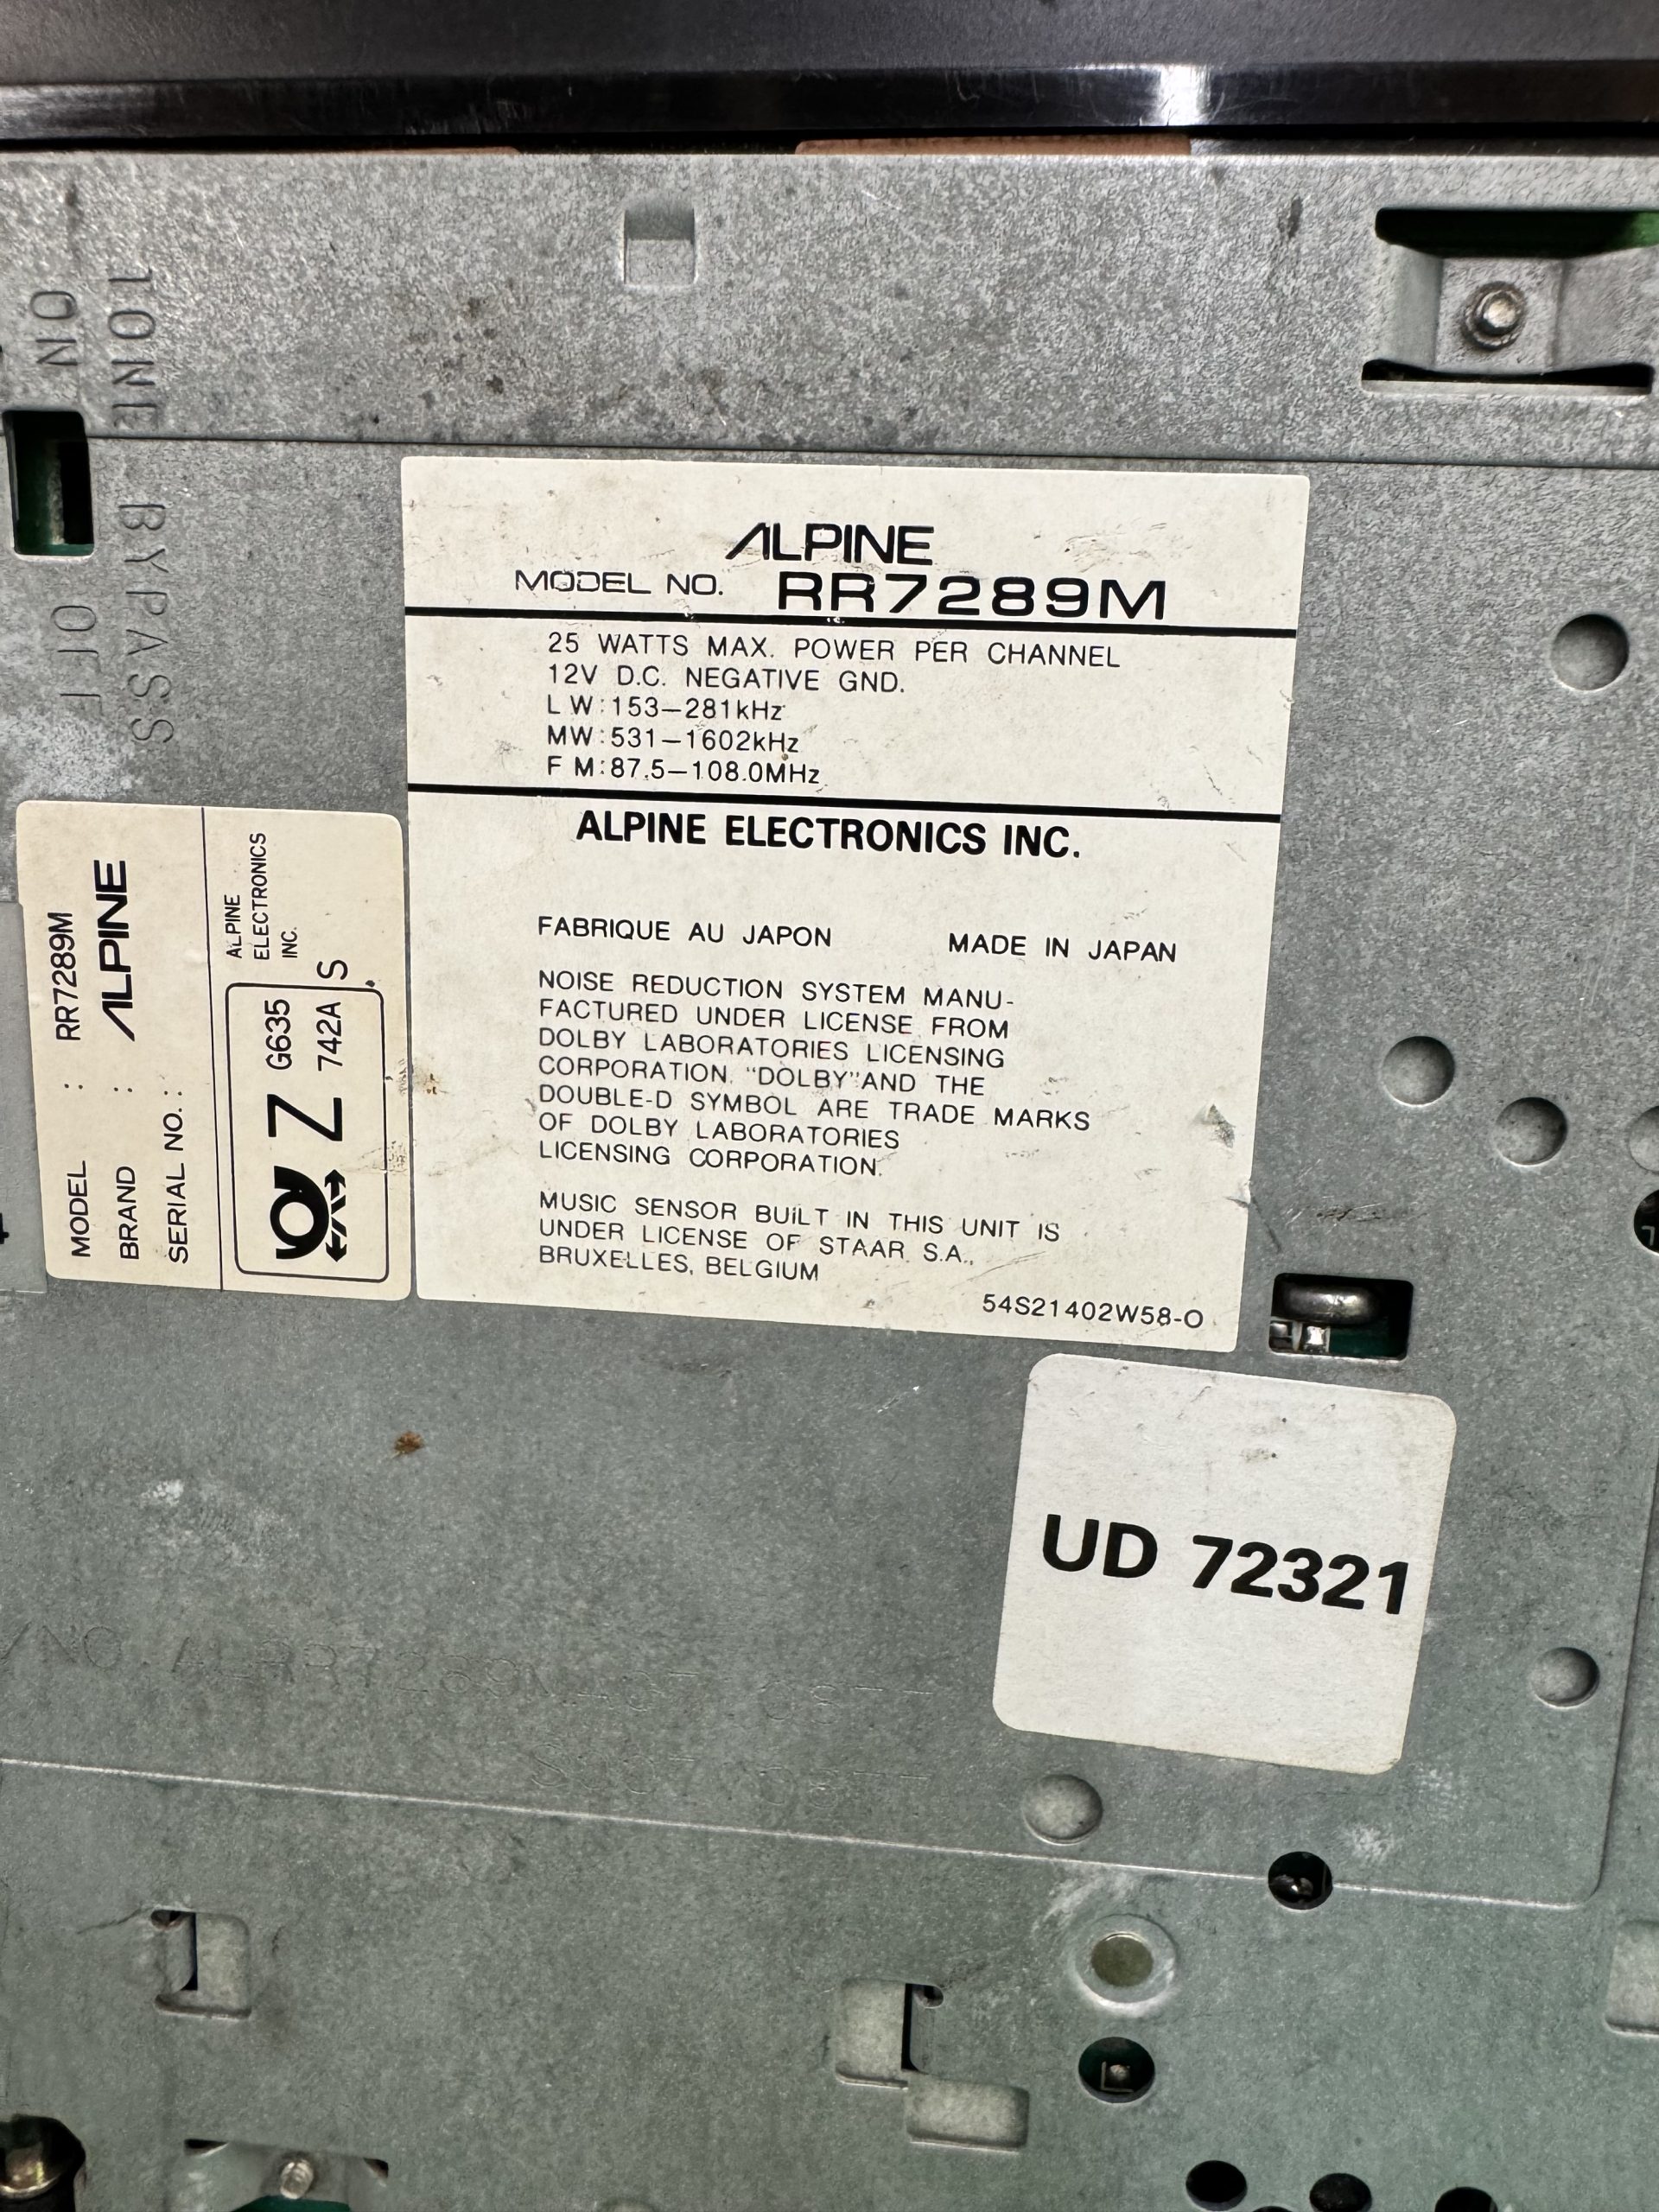 TONE
ON
BYPASS
OFF
ALPINE
MODEL NO. RR7289M
25 WATTS MAX. POWER PER CHANNEL
12V D.C. NEGATIVE GND.
LW:153–281kHz
MW:531–1602kHz
FM:87.5–108.0MHz
ALPINE ELECTRONICS INC.
FABRIQUE AU JAPON MADE IN JAPAN
NOISE REDUCTION SYSTEM MANU-
FACTURED UNDER LICENSE FROM
DOLBY LABORATORIES LICENSING
CORPORATION. "DOLBY" AND THE
DOUBLE-D SYMBOL ARE TRADE MARKS
OF DOLBY LABORATORIES
LICENSING CORPORATION.
MUSIC SENSOR BUILT IN THIS UNIT IS
UNDER LICENSE OF STAAR S.A.,
BRUXELLES, BELGIUM
54S21402W58-O
MODEL : RR7289M
BRAND : ALPINE
SERIAL NO. :
ALPINE
ELECTRONICS
INC.
Z G635
742A S
UD 72321